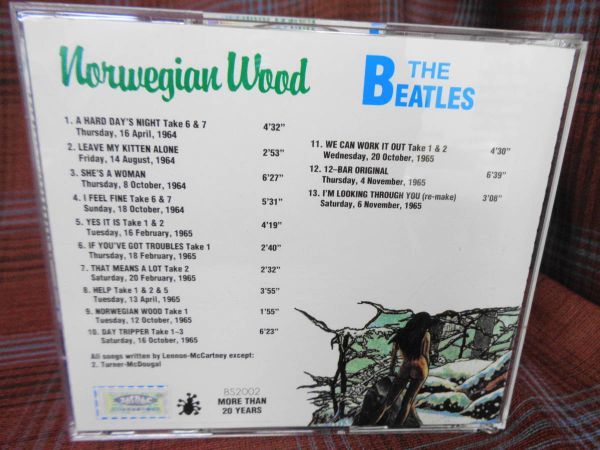 Norwegian Wood
THE
BEATLES
1. A HARD DAY'S NIGHT Take 6 & 7 4'32"
Thursday, 16 April, 1964
2. LEAVE MY KITTEN ALONE 2'53"
Friday, 14 August, 1964
3. SHE'S A WOMAN 6'27"
Thursday, 8 October, 1964
4. I FEEL FINE Take 6 & 7 5'31"
Sunday, 18 October, 1964
5. YES IT IS Take 1 & 2 4'19"
Tuesday, 16 February, 1965
6. IF YOU'VE GOT TROUBLES Take 1 2'40"
Thursday, 18 February, 1965
7. THAT MEANS A LOT Take 2 2'32"
Saturday, 20 February, 1965
8. HELP Take 1 & 2 & 5 3'55"
Tuesday, 13 April, 1965
9. NORWEGIAN WOOD Take 1 1'55"
Tuesday, 12 October, 1965
10. DAY TRIPPER Take 1-3 6'23"
Saturday, 16 October, 1965
All songs written by Lennon-McCartney except:
2. Turner-McDougal
11. WE CAN WORK IT OUT Take 1 & 2 4'30"
Wednesday, 20 October, 1965
12. 12-BAR ORIGINAL 6'39"
Thursday, 4 November, 1965
13. I'M LOOKING THROUGH YOU (re-make) 3'08"
Saturday, 6 November, 1965
BS2002
MORE THAN
20 YEARS